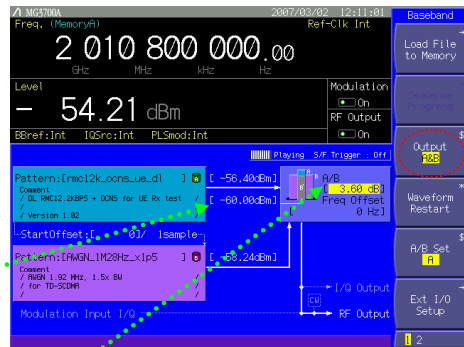 MG3700A 2007/03/02 12:11:01
Freq. (MemoryA) Ref-Clk Int
2 010 800 000.00
GHz MHz kHz Hz
Level
- 54.21 dBm
Modulation
On
RF Output
On
BBref:Int IQSrc:Int PLSmod:Int
Playing S/F Trigger : Off
Pattern:[rmc12k_ocns_ue_dl ] A
Comment
/ DL RMC12.2KBPS + OCNS for UE Rx test /
/ Version 1.02 /
[ -56.40dBm]
[ -60.00dBm]
A
B
A/B
[ 3.60 dB]
Freq Offset
0 Hz]
StartOffset:[ 0]/ 1sample
Pattern:[AWGN_1M28Hz_x1p5 ]
Comment
/ AWGN 1.92 MHz, 1.5x BW /
/ for TD-SCDMA /
[ -58.24dBm]
I/Q Output
CW
RF Output
Modulation Input I/Q
Baseband
Load File
to Memory
Sequence
Progress
Output
A&B
Waveform
Restart
A/B Set
A
Ext I/O
Setup
1 2